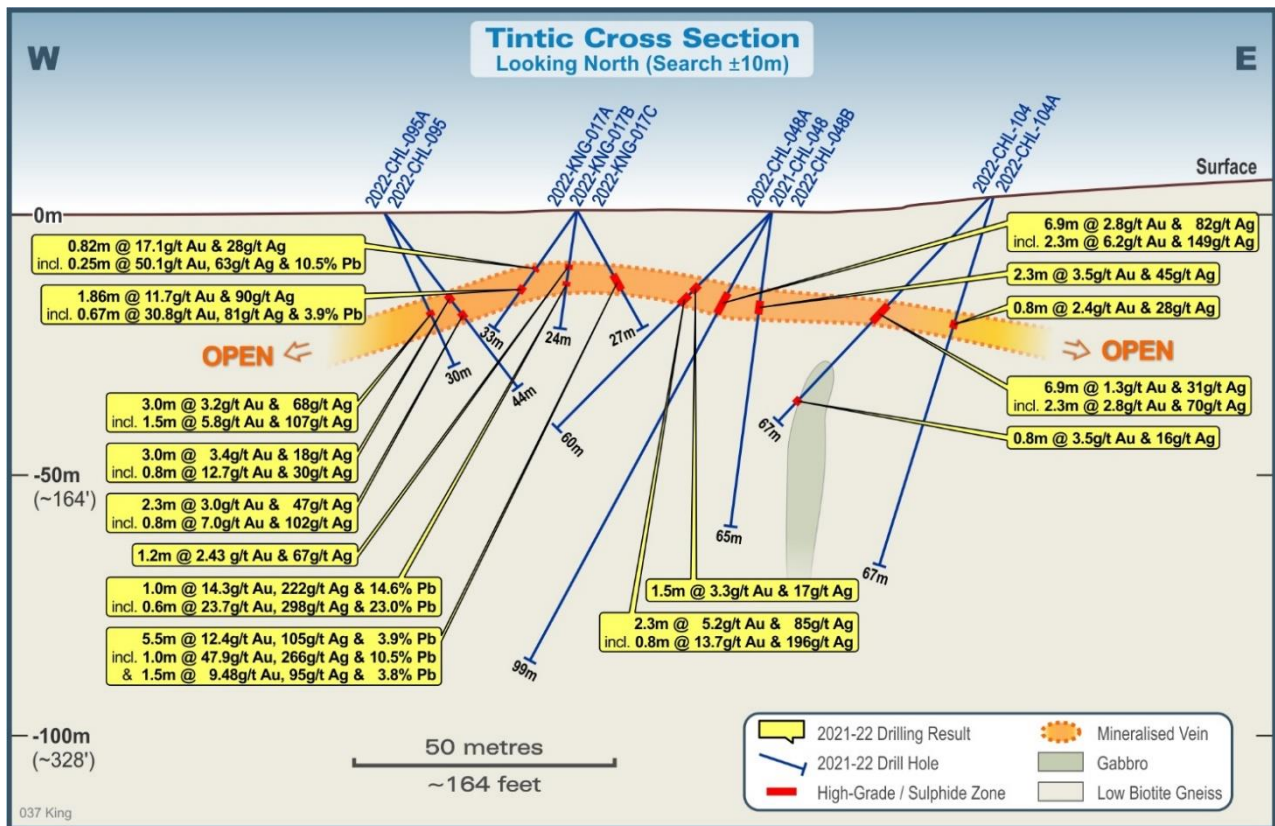 Tintic Cross Section
Looking North (Search ±10m)
W
E
2022-CHL-095A
2022-CHL-095
2022-KNG-017A
2022-KNG-017B
2022-KNG-017C
2022-CHL-048A
2021-CHL-048
2022-CHL-048B
2022-CHL-104
2022-CHL-104A
Surface
0m
0.82m @ 17.1g/t Au & 28g/t Ag
incl. 0.25m @ 50.1g/t Au, 63g/t Ag & 10.5% Pb
1.86m @ 11.7g/t Au & 90g/t Ag
incl. 0.67m @ 30.8g/t Au, 81g/t Ag & 3.9% Pb
6.9m @ 2.8g/t Au & 82g/t Ag
incl. 2.3m @ 6.2g/t Au & 149g/t Ag
2.3m @ 3.5g/t Au & 45g/t Ag
0.8m @ 2.4g/t Au & 28g/t Ag
OPEN
OPEN
33m
24m
27m
30m
44m
60m
67m
6.9m @ 1.3g/t Au & 31g/t Ag
incl. 2.3m @ 2.8g/t Au & 70g/t Ag
0.8m @ 3.5g/t Au & 16g/t Ag
3.0m @ 3.2g/t Au & 68g/t Ag
incl. 1.5m @ 5.8g/t Au & 107g/t Ag
3.0m @ 3.4g/t Au & 18g/t Ag
incl. 0.8m @ 12.7g/t Au & 30g/t Ag
-50m
(~164')
2.3m @ 3.0g/t Au & 47g/t Ag
incl. 0.8m @ 7.0g/t Au & 102g/t Ag
1.2m @ 2.43 g/t Au & 67g/t Ag
65m
67m
1.0m @ 14.3g/t Au, 222g/t Ag & 14.6% Pb
incl. 0.6m @ 23.7g/t Au, 298g/t Ag & 23.0% Pb
1.5m @ 3.3g/t Au & 17g/t Ag
2.3m @ 5.2g/t Au & 85g/t Ag
incl. 0.8m @ 13.7g/t Au & 196g/t Ag
5.5m @ 12.4g/t Au, 105g/t Ag & 3.9% Pb
incl. 1.0m @ 47.9g/t Au, 266g/t Ag & 10.5% Pb
& 1.5m @ 9.48g/t Au, 95g/t Ag & 3.8% Pb
99m
-100m
(~328')
50 metres
~164 feet
2021-22 Drilling Result
2021-22 Drill Hole
High-Grade / Sulphide Zone
Mineralised Vein
Gabbro
Low Biotite Gneiss
037 King